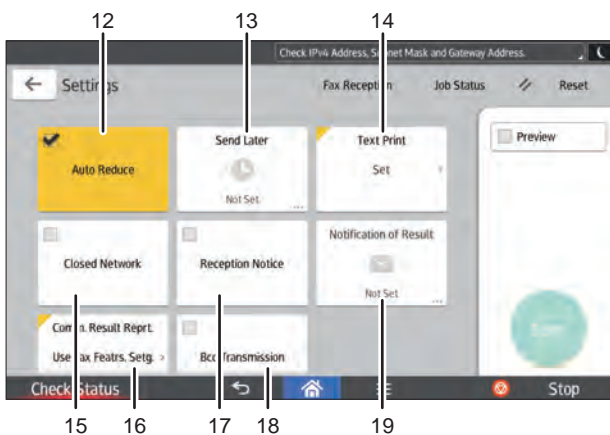 12 13 14
Check IPv4 Address, Subnet Mask and Gateway Address.
Settings Fax Reception Job Status Reset
Send Later Text Print Preview
Auto Reduce Set
Not Set
Notification of Result
Closed Network Reception Notice
Not Set
Comm. Result Reprt.
Use Fax Featrs. Setg. > Bcc Transmission
Check Status Stop
15 16 17 18 19